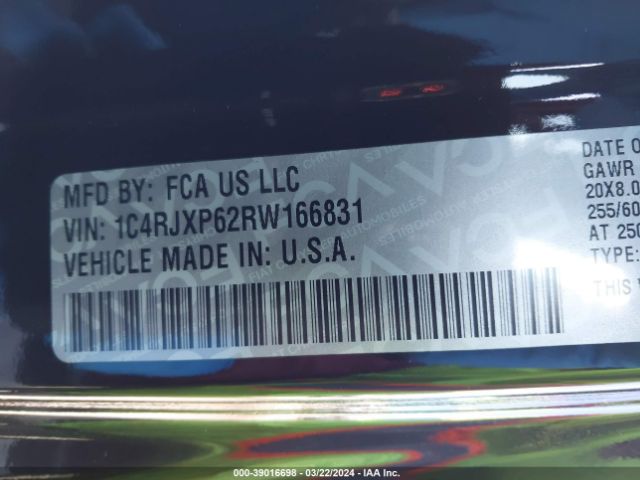 MFD BY: FCA US LLC
VIN: 1C4RJXP62RW166831
VEHICLE MADE IN: U.S.A.
DATE O
GAWR
20X8.0
255/60
AT 250
TYPE:
THIS
000-39016698 - 03/22/2024 - IAA Inc.